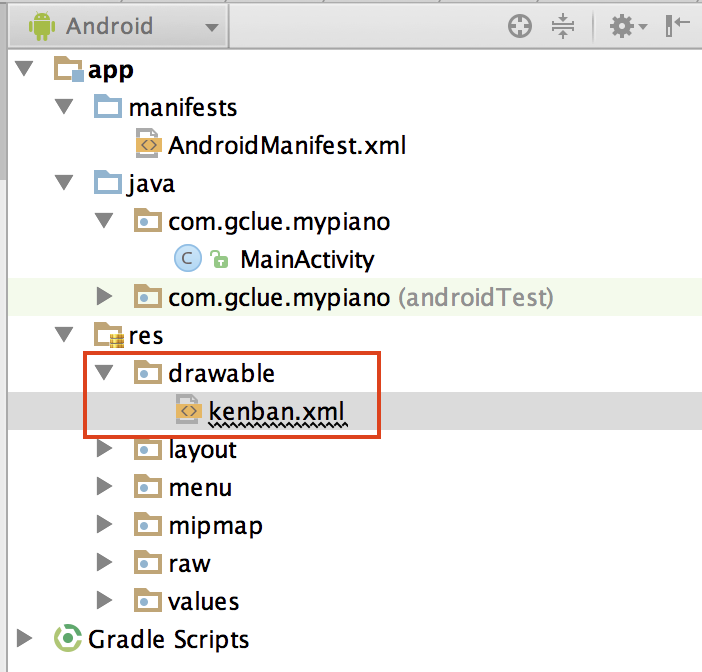 Android
app
manifests
AndroidManifest.xml
java
com.gclue.mypiano
C MainActivity
com.gclue.mypiano (androidTest)
res
drawable
kenban.xml
layout
menu
mipmap
raw
values
Gradle Scripts